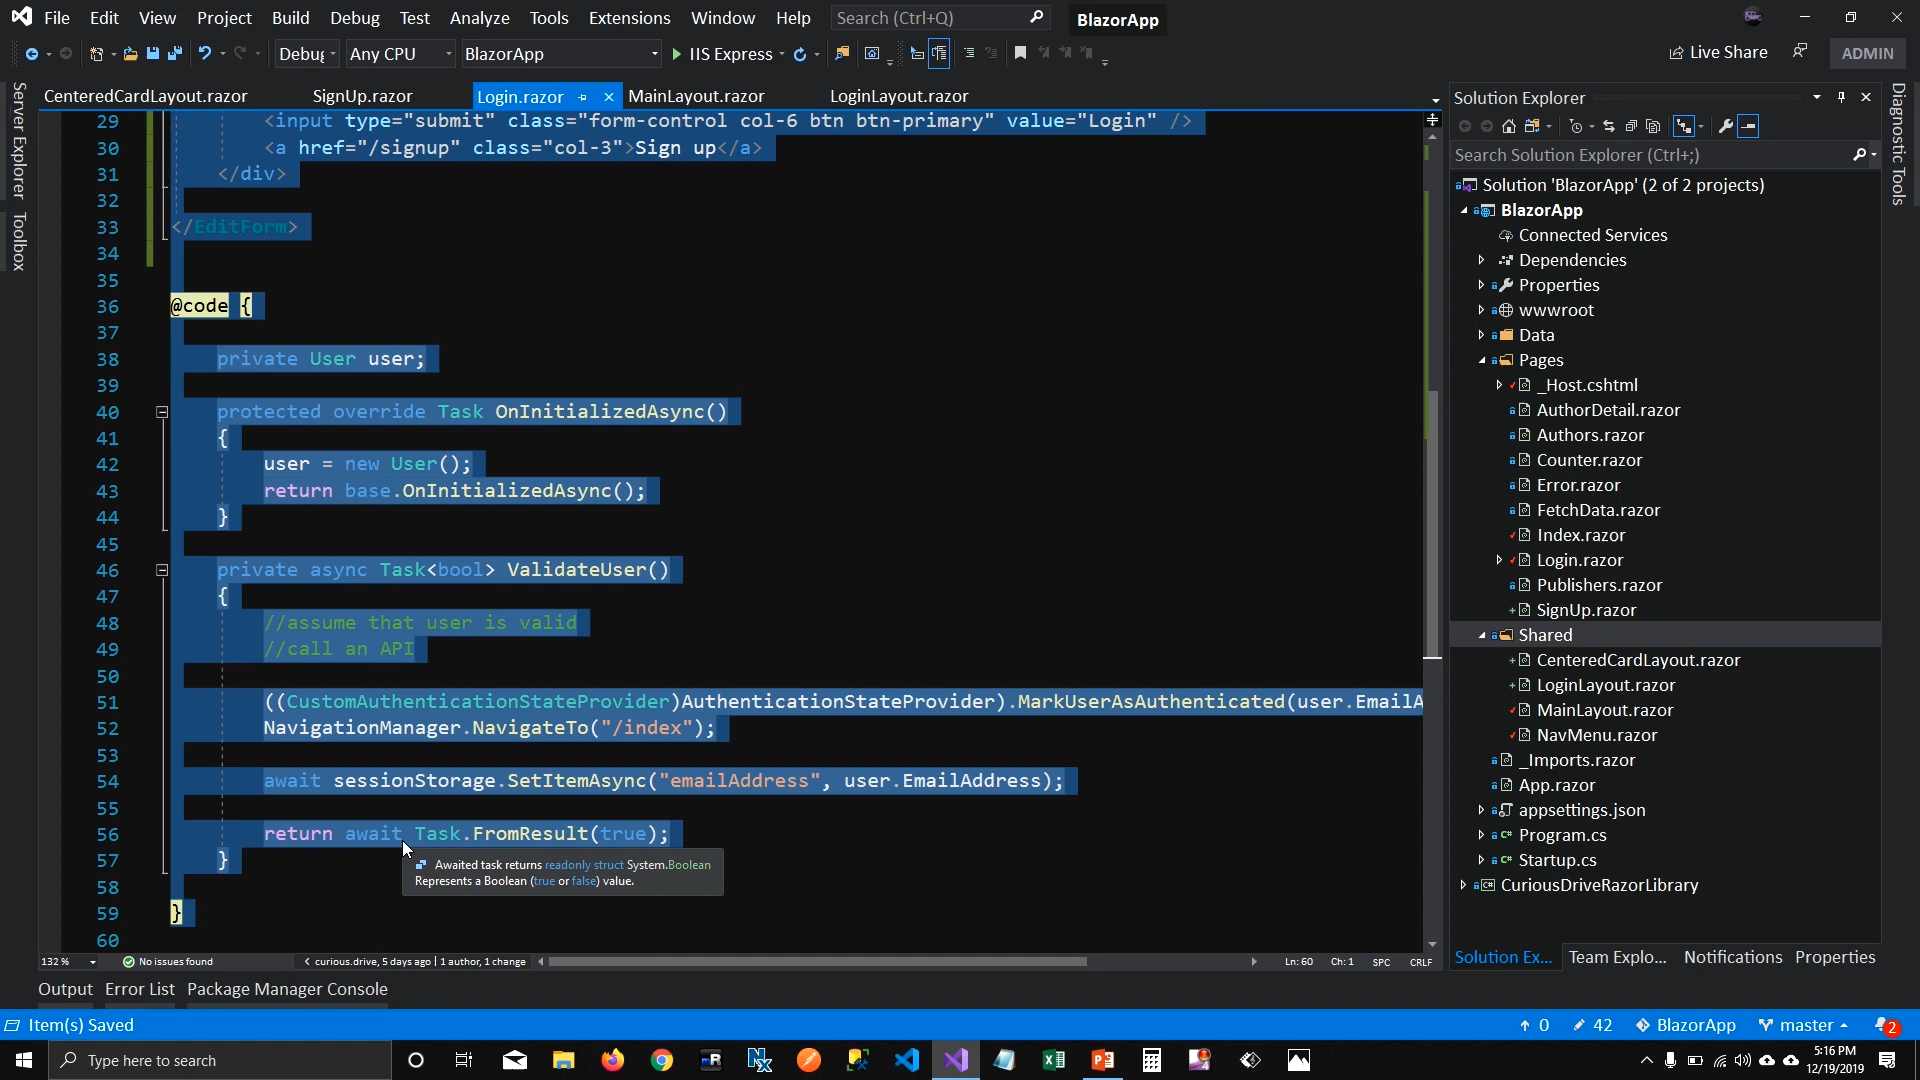 File Edit View Project Build Debug Test Analyze Tools Extensions Window Help Search (Ctrl+Q) BlazorApp
Debug Any CPU BlazorApp IIS Express Live Share ADMIN
Server Explorer
Toolbox
CenteredCardLayout.razor SignUp.razor Login.razor MainLayout.razor LoginLayout.razor
29 <input type="submit" class="form-control col-6 btn btn-primary" value="Login" />
30 <a href="/signup" class="col-3">Sign up</a>
31 </div>
32
33 </EditForm>
34
35
36 @code {
37
38 private User user;
39
40 protected override Task OnInitializedAsync()
41 {
42 user = new User();
43 return base.OnInitializedAsync();
44 }
45
46 private async Task<bool> ValidateUser()
47 {
48 //assume that user is valid
49 //call an API
50
51 ((CustomAuthenticationStateProvider)AuthenticationStateProvider).MarkUserAsAuthenticated(user.EmailA
52 NavigationManager.NavigateTo("/index");
53
54 await sessionStorage.SetItemAsync("emailAddress", user.EmailAddress);
55
56 return await Task.FromResult(true);
57 }
Awaited task returns readonly struct System.Boolean
Represents a Boolean (true or false) value.
58
59 }
60
132 % No issues found curious.drive, 5 days ago | 1 author, 1 change Ln: 60 Ch: 1 SPC CRLF
Solution Explorer
Search Solution Explorer (Ctrl+;)
Solution 'BlazorApp' (2 of 2 projects)
BlazorApp
Connected Services
Dependencies
Properties
wwwroot
Data
Pages
_Host.cshtml
AuthorDetail.razor
Authors.razor
Counter.razor
Error.razor
FetchData.razor
Index.razor
Login.razor
Publishers.razor
SignUp.razor
Shared
CenteredCardLayout.razor
LoginLayout.razor
MainLayout.razor
NavMenu.razor
_Imports.razor
App.razor
appsettings.json
Program.cs
Startup.cs
CuriousDriveRazorLibrary
Solution Ex... Team Explo... Notifications Properties
Diagnostic Tools
Output Error List Package Manager Console
Item(s) Saved 0 42 BlazorApp master 2
Type here to search
5:16 PM
12/19/2019